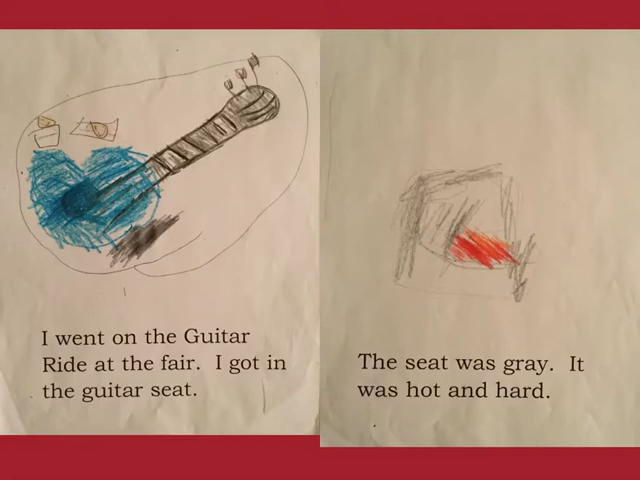 I went on the Guitar
Ride at the fair.  I got in
the guitar seat.
The seat was gray.  It
was hot and hard.